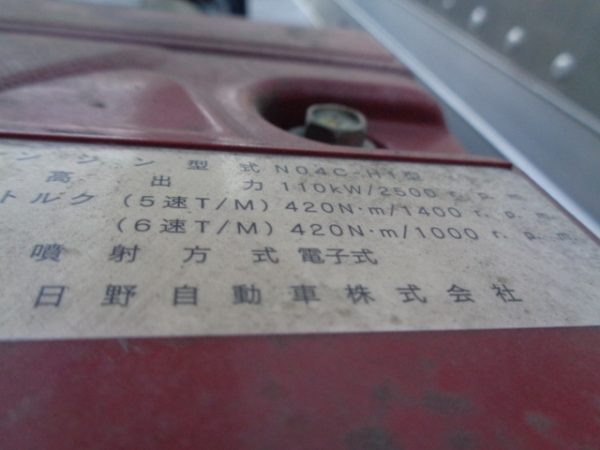 ンジン型式 N04C-H1型
高出力 110kW/2500 r.p.m.
トルク (5速T/M) 420N·m/1400 r.p.m.
(6速T/M) 420N·m/1000 r.p.m.
噴射方式 電子式
日野自動車株式会社